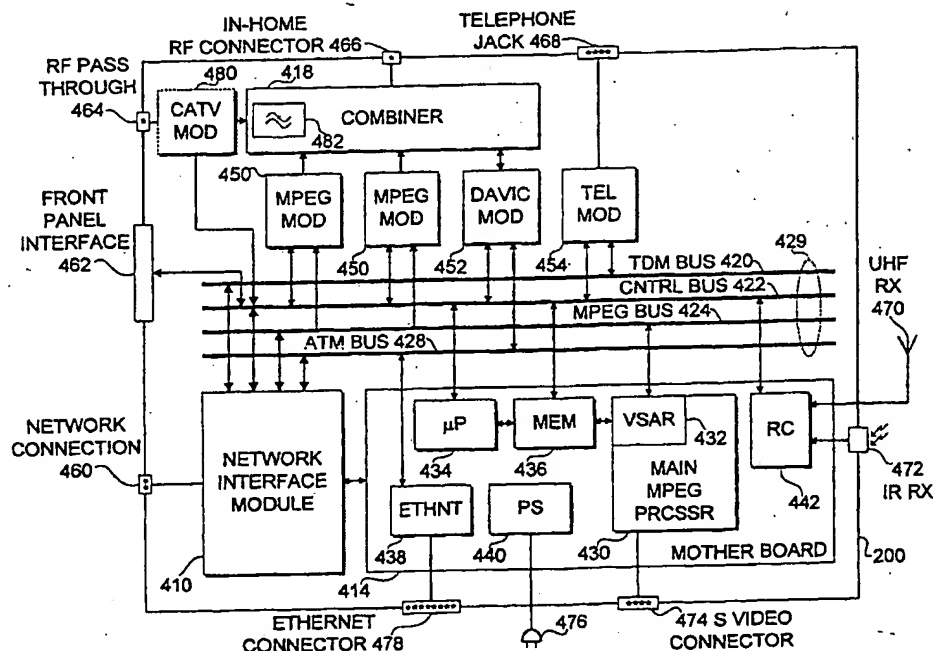 IN-HOME
RF CONNECTOR 466
TELEPHONE
JACK 468
RF PASS
THROUGH
464
480
CATV
MOD
418
COMBINER
482
450
MPEG
MOD
450
MPEG
MOD
452
DAVIC
MOD
454
TEL
MOD
429
FRONT
PANEL
INTERFACE
462
TDM BUS 420
CNTRL BUS 422
MPEG BUS 424
ATM BUS 428
UHF
RX
470
NETWORK
CONNECTION
460
NETWORK
INTERFACE
MODULE
410
μP
434
MEM
436
VSAR
432
MAIN
MPEG
PRCSSR
430
RC
442
472
IR RX
ETHNT
438
PS
440
MOTHER BOARD
414
200
ETHERNET
CONNECTOR 478
476
474 S VIDEO
CONNECTOR